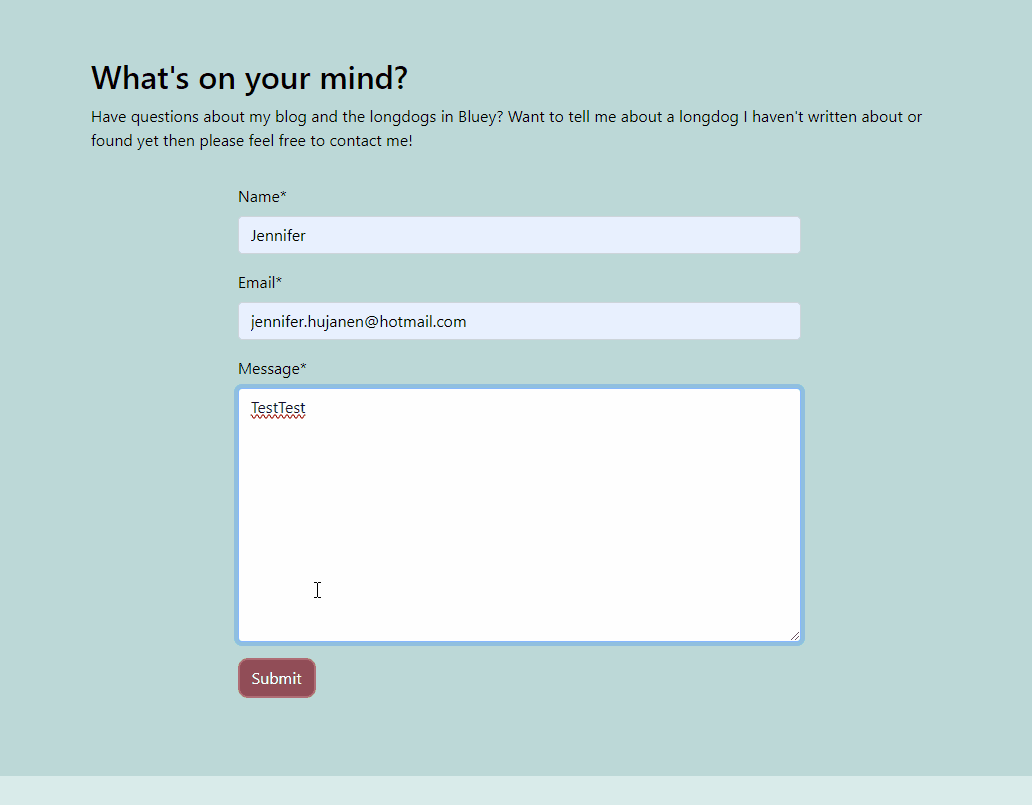 What's on your mind?
Have questions about my blog and the longdogs in Bluey? Want to tell me about a longdog I haven't written about or
found yet then please feel free to contact me!
Name*
Jennifer
Email*
jennifer.hujanen@hotmail.com
Message*
TestTest
Submit